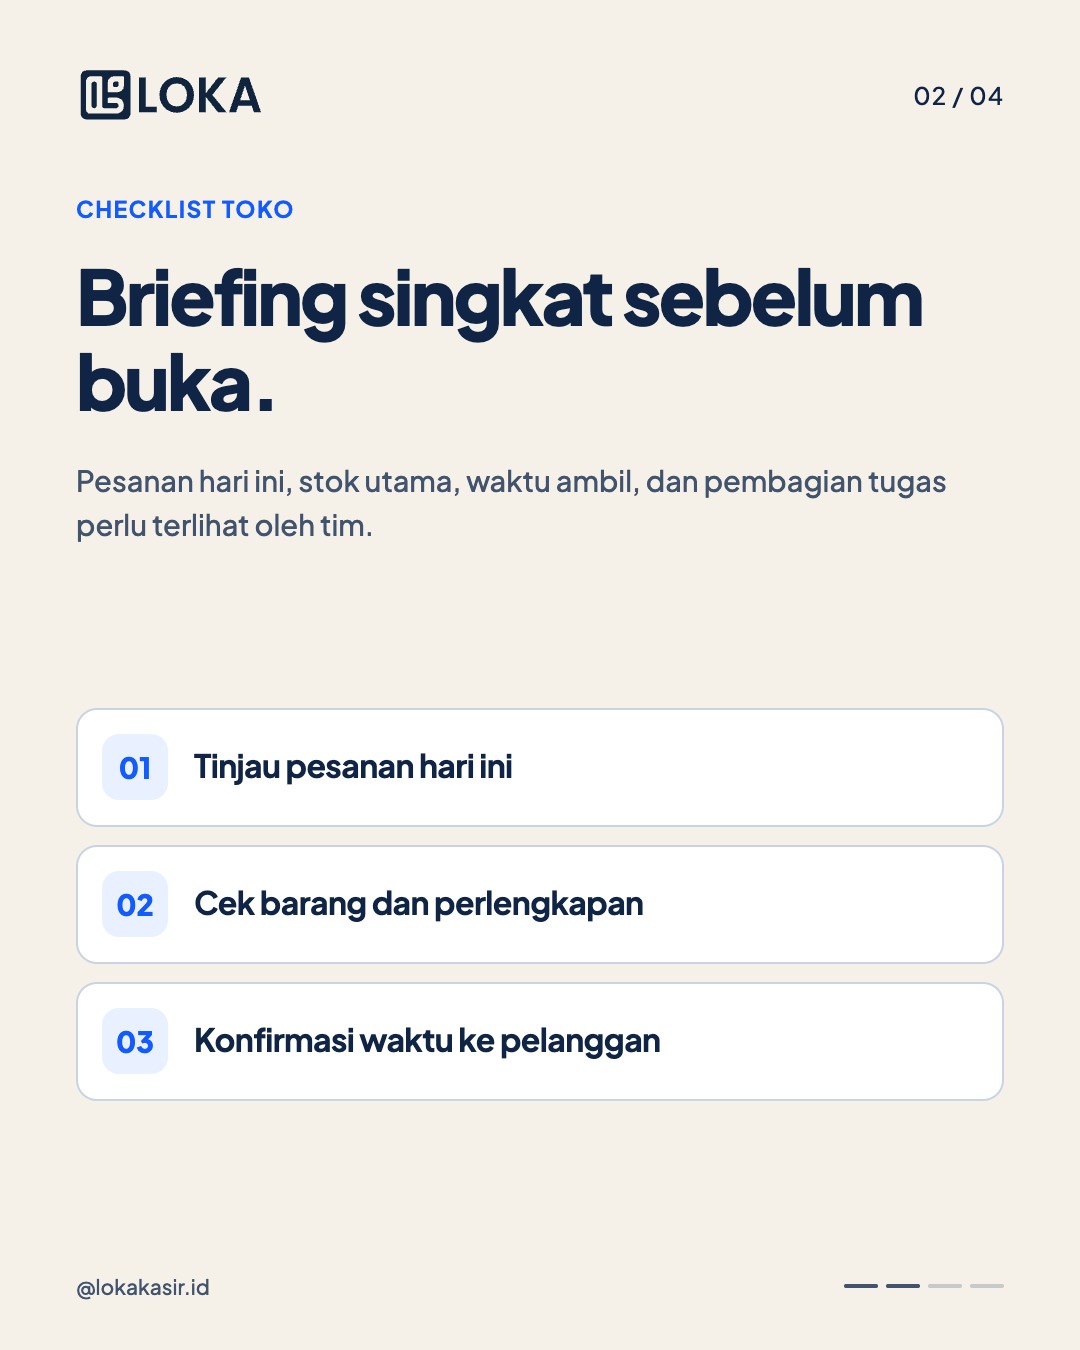 LOKA
02 / 04
CHECKLIST TOKO
Briefing singkat sebelum
buka.
Pesanan hari ini, stok utama, waktu ambil, dan pembagian tugas
perlu terlihat oleh tim.
01 Tinjau pesanan hari ini
02 Cek barang dan perlengkapan
03 Konfirmasi waktu ke pelanggan
@lokakasir.id